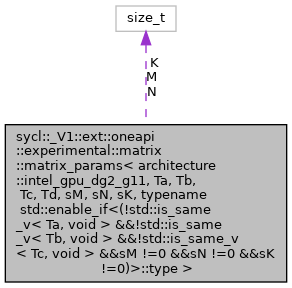 size_t
K
M
N
sycl::_V1::ext::oneapi
::experimental::matrix
::matrix_params< architecture
::intel_gpu_dg2_g11, Ta, Tb,
Tc, Td, sM, sN, sK, typename
std::enable_if<(!std::is_same
_v< Ta, void > &&!std::is_same
_v< Tb, void > &&!std::is_same_v
< Tc, void > &&sM !=0 &&sN !=0 &&sK
!=0)>::type >